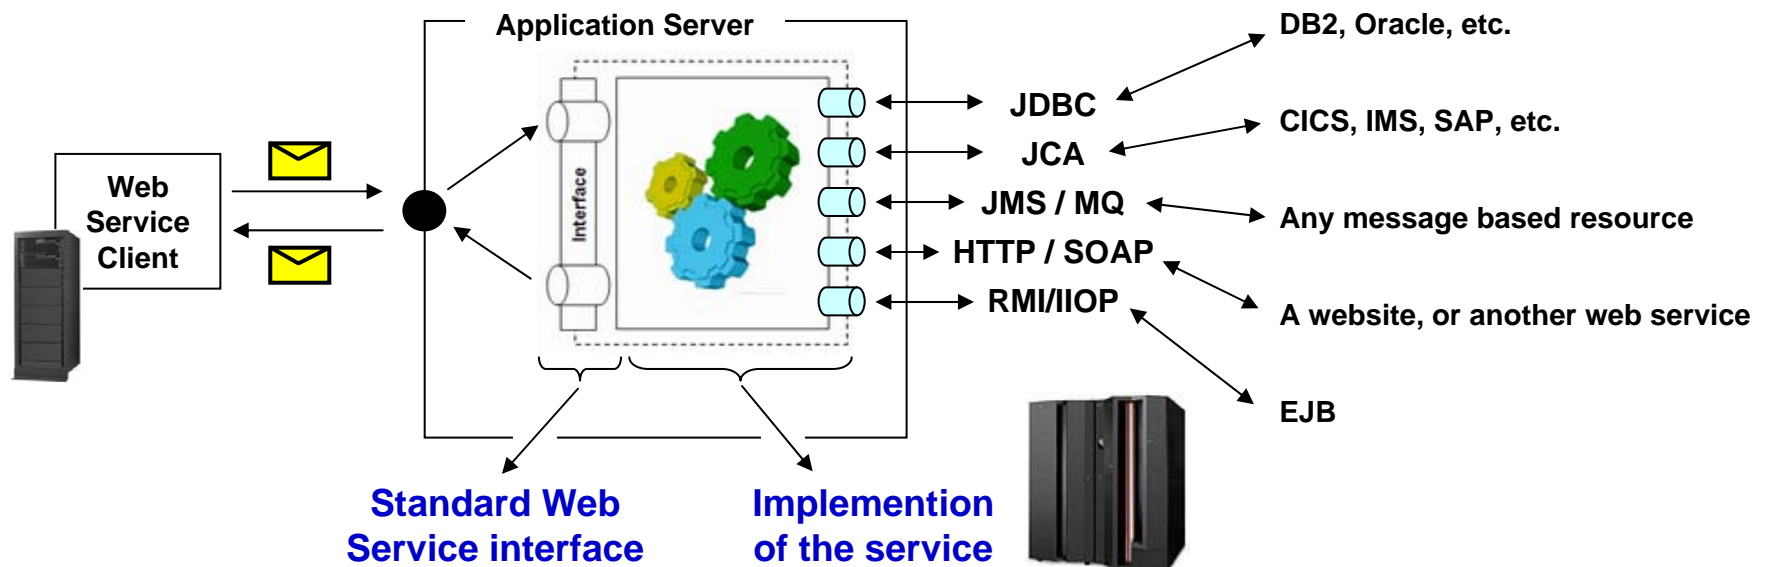 Application Server
DB2, Oracle, etc.
JDBC
CICS, IMS, SAP, etc.
JCA
Web
Service
Client
Interface
JMS / MQ
Any message based resource
HTTP / SOAP
RMI/IIOP
A website, or another web service
EJB
Standard Web
Service interface
Implemention
of the service